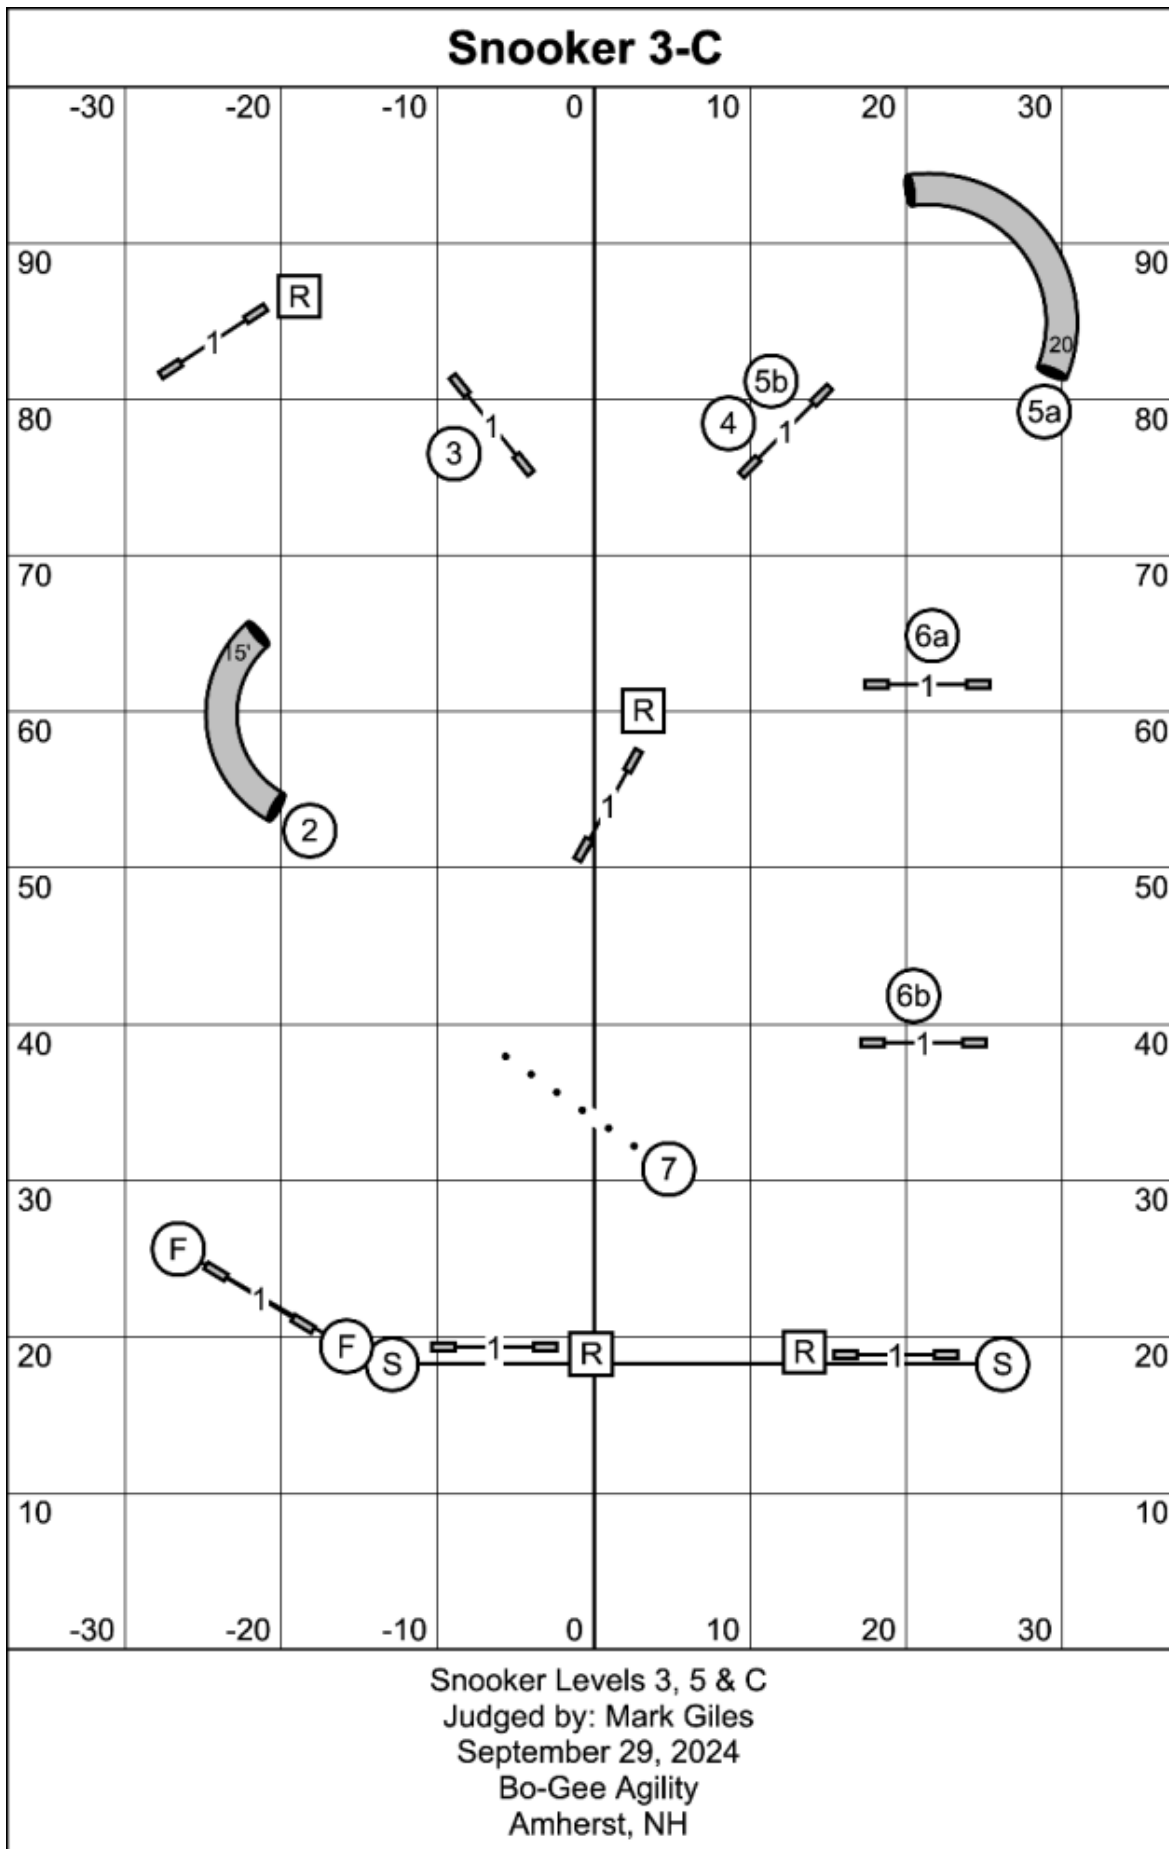 Snooker 3-C
-30 -20 -10 0 10 20 30
90 90
R
1
20
80 5b 80
5a
4
1 1
3
70 70
6a
15'
1
R
60 60
1
2
50 50
6b
40 1 40
7
30 30
F
1
F S 1 R R 1 S
20 20
10 10
-30 -20 -10 0 10 20 30
Snooker Levels 3, 5 & C
Judged by: Mark Giles
September 29, 2024
Bo-Gee Agility
Amherst, NH